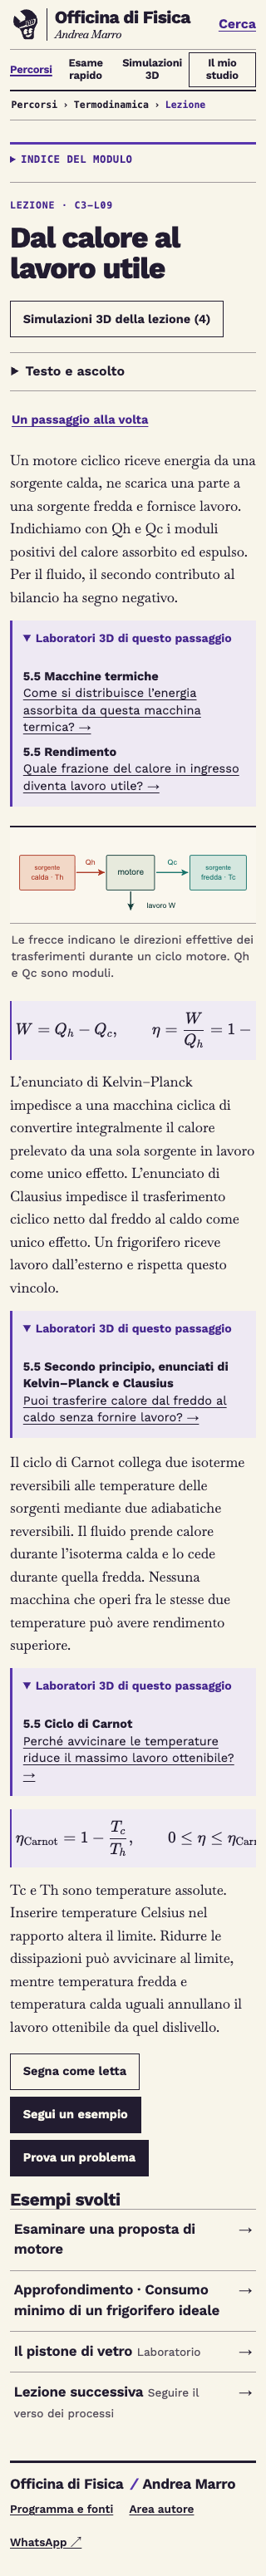 Officina di Fisica
Andrea Marro
Cerca
Percorsi
Esame
rapido
Simulazioni
3D
Il mio
studio
Percorsi › Termodinamica › Lezione
▶ INDICE DEL MODULO
LEZIONE · C3-L09
Dal calore al
lavoro utile
Simulazioni 3D della lezione (4)
▶ Testo e ascolto
Un passaggio alla volta
Un motore ciclico riceve energia da una
sorgente calda, ne scarica una parte a
una sorgente fredda e fornisce lavoro.
Indichiamo con Qh e Qc i moduli
positivi del calore assorbito ed espulso.
Per il fluido, il secondo contributo al
bilancio ha segno negativo.
▼ Laboratori 3D di questo passaggio
5.5 Macchine termiche
Come si distribuisce l'energia
assorbita da questa macchina
termica? →
5.5 Rendimento
Quale frazione del calore in ingresso
diventa lavoro utile? →
sorgente
calda · Th
Qh
motore
Qc
sorgente
fredda · Tc
lavoro W
Le frecce indicano le direzioni effettive dei
trasferimenti durante un ciclo motore. Qh
e Qc sono moduli.
W = Q_h − Q_c, η = W/Q_h = 1 −
L'enunciato di Kelvin–Planck
impedisce a una macchina ciclica di
convertire integralmente il calore
prelevato da una sola sorgente in lavoro
come unico effetto. L'enunciato di
Clausius impedisce il trasferimento
ciclico netto dal freddo al caldo come
unico effetto. Un frigorifero riceve
lavoro dall'esterno e rispetta questo
vincolo.
▼ Laboratori 3D di questo passaggio
5.5 Secondo principio, enunciati di
Kelvin–Planck e Clausius
Puoi trasferire calore dal freddo al
caldo senza fornire lavoro? →
Il ciclo di Carnot collega due isoterme
reversibili alle temperature delle
sorgenti mediante due adiabatiche
reversibili. Il fluido prende calore
durante l'isoterma calda e lo cede
durante quella fredda. Nessuna
macchina che operi fra le stesse due
temperature può avere rendimento
superiore.
▼ Laboratori 3D di questo passaggio
5.5 Ciclo di Carnot
Perché avvicinare le temperature
riduce il massimo lavoro ottenibile?
→
η_Carnot = 1 − T_c/T_h, 0 ≤ η ≤ η_Carn
Tc e Th sono temperature assolute.
Inserire temperature Celsius nel
rapporto altera il limite. Ridurre le
dissipazioni può avvicinare al limite,
mentre temperatura fredda e
temperatura calda uguali annullano il
lavoro ottenibile da quel dislivello.
Segna come letta
Segui un esempio
Prova un problema
Esempi svolti
Esaminare una proposta di
motore →
Approfondimento · Consumo
minimo di un frigorifero ideale →
Il pistone di vetro Laboratorio →
Lezione successiva Seguire il
verso dei processi →
Officina di Fisica / Andrea Marro
Programma e fonti Area autore
WhatsApp ↗